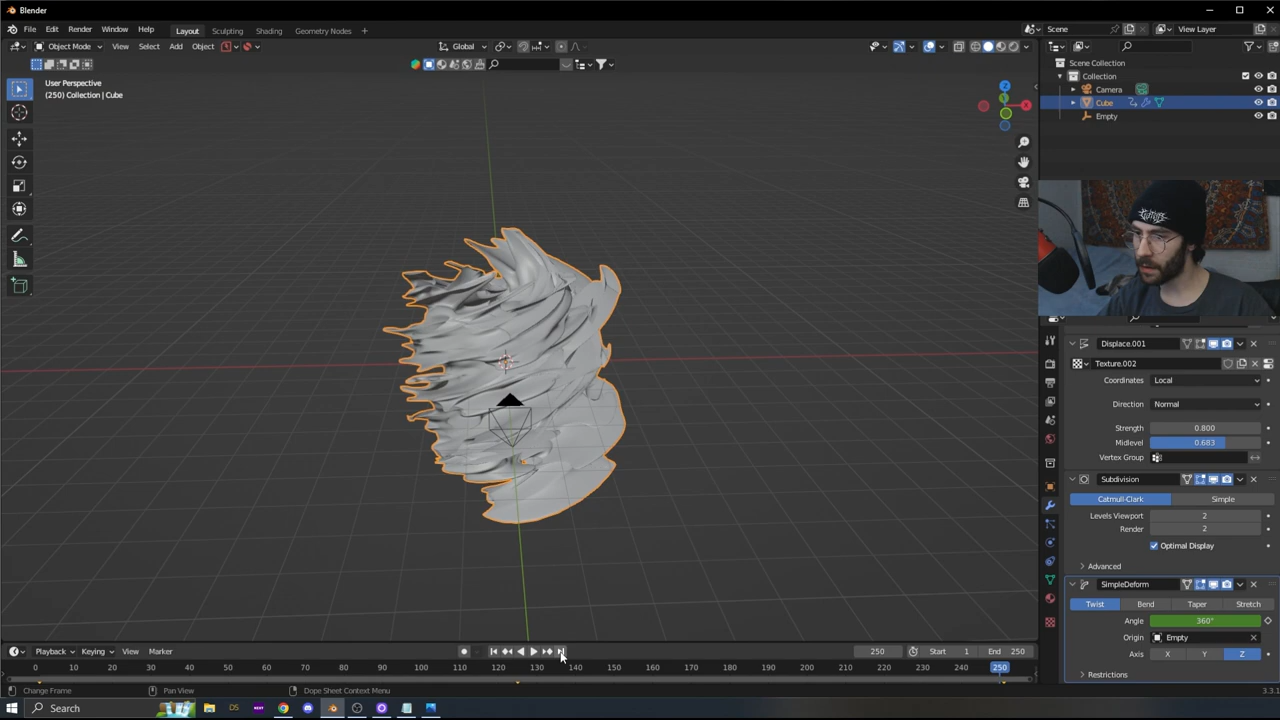 Blender
File Edit Render Window Help Layout Sculpting Shading Geometry Nodes Scene View Layer
Object Mode View Select Add Object Global
User Perspective
(250) Collection | Cube
Scene Collection
Collection
Camera
Cube
Empty
Z
Y
X
Displace.001
Texture.002
Coordinates Local
Direction Normal
Strength 0.800
Midlevel 0.683
Vertex Group
Subdivision
Catmull-Clark Simple
Levels Viewport 2
Render 2
Optimal Display
Advanced
SimpleDeform
Twist Bend Taper Stretch
Angle 360°
Origin Empty
Axis X Y Z
Restrictions
Playback Keying View Marker 250 Start 1 End 250
0 10 20 30 40 50 60 70 80 90 100 110 120 130 140 150 160 170 180 190 200 210 220 230 240 250
Change Frame Pan View Dope Sheet Context Menu 3.3.1
Search DS